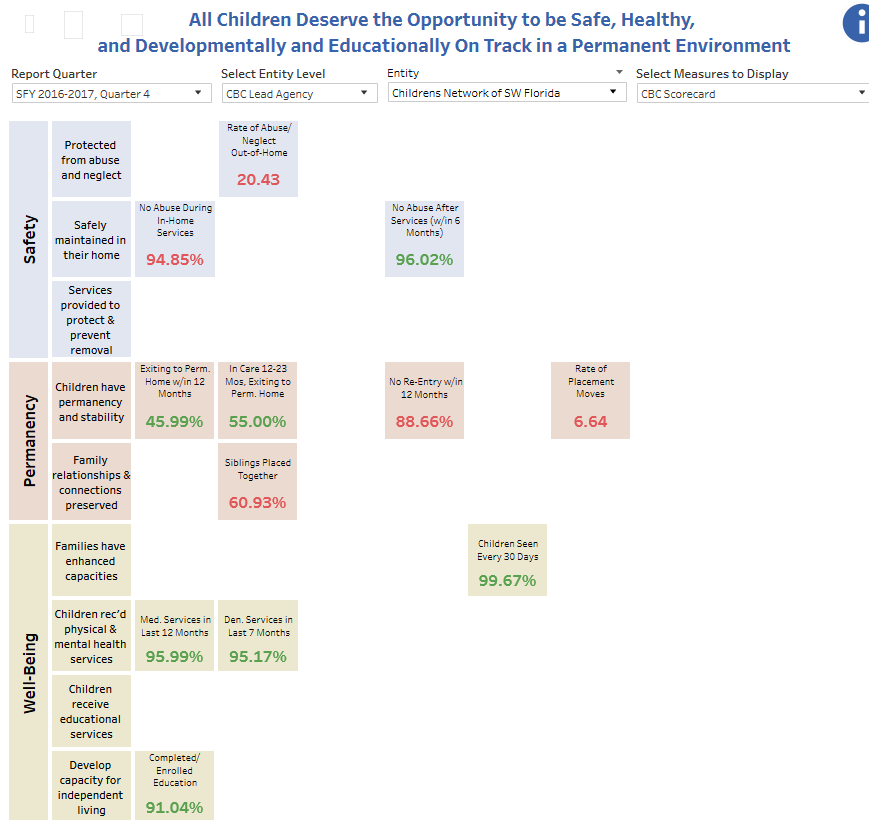 All Children Deserve the Opportunity to be Safe, Healthy,
and Developmentally and Educationally On Track in a Permanent Environment
i
Report Quarter
Select Entity Level
Entity
Select Measures to Display
SFY 2016-2017, Quarter 4
CBC Lead Agency
Childrens Network of SW Florida
CBC Scorecard
Safety
Protected
from abuse
and neglect
Rate of Abuse/
Neglect
Out-of-Home
20.43
Safely
maintained in
their home
No Abuse During
In-Home
Services
94.85%
No Abuse After
Services (w/in 6
Months)
96.02%
Services
provided to
protect &
prevent
removal
Permanency
Children have
permanency
and stability
Exiting to Perm.
Home w/in 12
Months
45.99%
In Care 12-23
Mos, Exiting to
Perm. Home
55.00%
No Re-Entry w/in
12 Months
88.66%
Rate of
Placement
Moves
6.64
Family
relationships &
connections
preserved
Siblings Placed
Together
60.93%
Well-Being
Families have
enhanced
capacities
Children Seen
Every 30 Days
99.67%
Children rec'd
physical &
mental health
services
Med. Services in
Last 12 Months
95.99%
Den. Services in
Last 7 Months
95.17%
Children
receive
educational
services
Develop
capacity for
independent
living
Completed/
Enrolled
Education
91.04%